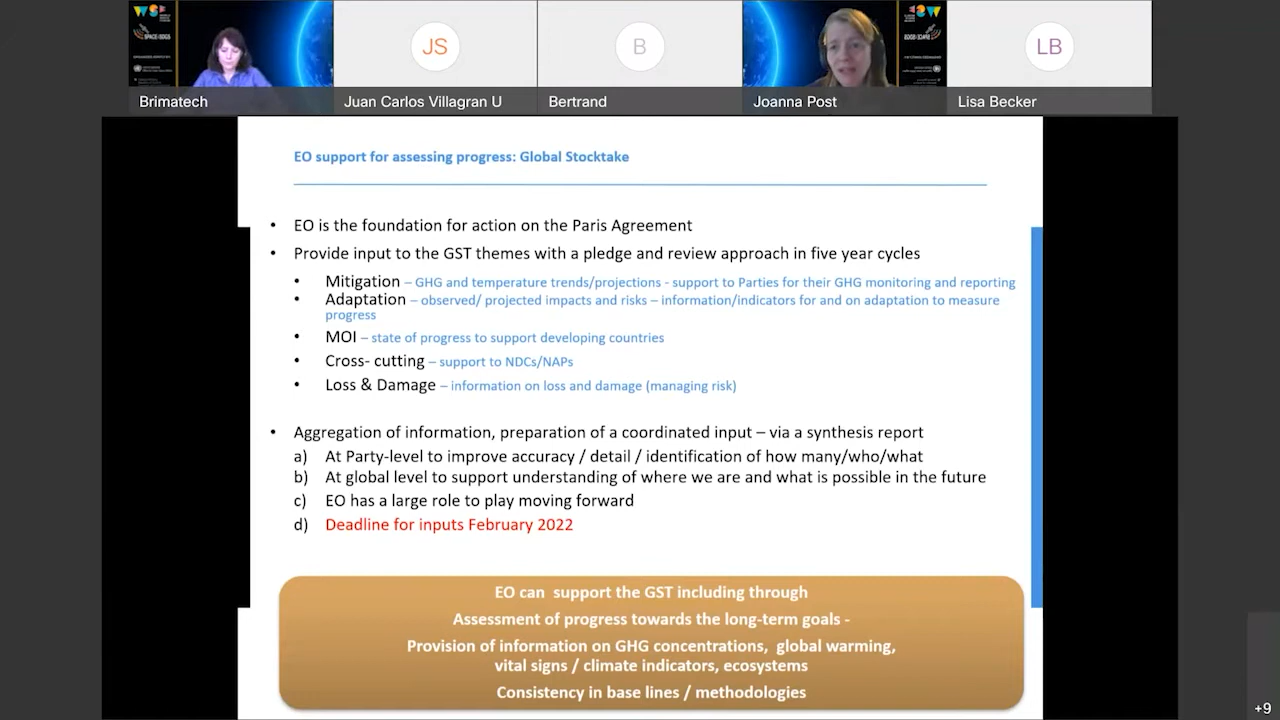 WSF
SPACE4SDGS
JS
B
LB
Brimatech
Juan Carlos Villagran U
Bertrand
Joanna Post
Lisa Becker
EO support for assessing progress: Global Stocktake
• EO is the foundation for action on the Paris Agreement
• Provide input to the GST themes with a pledge and review approach in five year cycles
• Mitigation – GHG and temperature trends/projections - support to Parties for their GHG monitoring and reporting
• Adaptation – observed/ projected impacts and risks – information/indicators for and on adaptation to measure
progress
• MOI – state of progress to support developing countries
• Cross- cutting – support to NDCs/NAPs
• Loss & Damage – information on loss and damage (managing risk)
• Aggregation of information, preparation of a coordinated input – via a synthesis report
a) At Party-level to improve accuracy / detail / identification of how many/who/what
b) At global level to support understanding of where we are and what is possible in the future
c) EO has a large role to play moving forward
d) Deadline for inputs February 2022
EO can support the GST including through
Assessment of progress towards the long-term goals -
Provision of information on GHG concentrations, global warming,
vital signs / climate indicators, ecosystems
Consistency in base lines / methodologies
+9